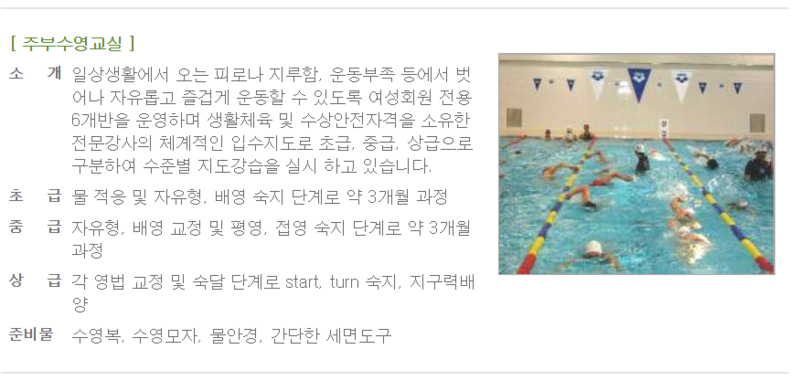 [ 주부수영교실 ]
소 개 일상생활에서 오는 피로나 지루함, 운동부족 등에서 벗
어나 자유롭고 즐겁게 운동할 수 있도록 여성회원 전용
6개반을 운영하며 생활체육 및 수상안전자격을 소유한
전문강사의 체계적인 입수지도로 초급, 중급, 상급으로
구분하여 수준별 지도강습을 실시 하고 있습니다.
초 급 물 적응 및 자유형, 배영 숙지 단계로 약 3개월 과정
중 급 자유형, 배영 교정 및 평영, 접영 숙지 단계로 약 3개월
과정
상 급 각 영법 교정 및 숙달 단계로 start, turn 숙지, 지구력배
양
준비물 수영복, 수영모자, 물안경, 간단한 세면도구